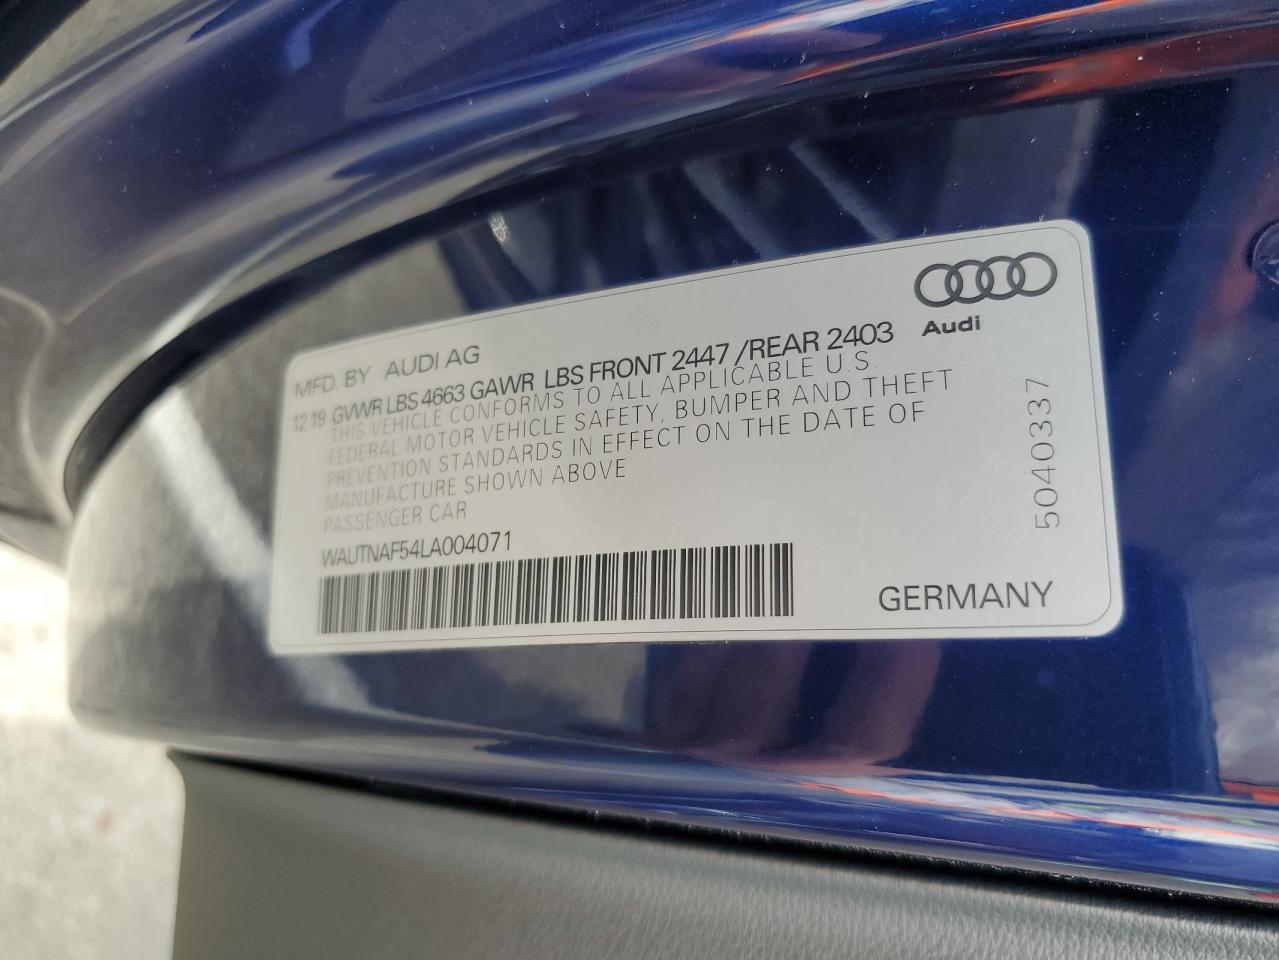 Audi
MFD. BY AUDI AG
12 19 GVWR LBS 4663 GAWR LBS FRONT 2447 /REAR 2403
THIS VEHICLE CONFORMS TO ALL APPLICABLE U.S.
FEDERAL MOTOR VEHICLE SAFETY, BUMPER AND THEFT
PREVENTION STANDARDS IN EFFECT ON THE DATE OF
MANUFACTURE SHOWN ABOVE
PASSENGER CAR
WAUTNAF54LA004071
GERMANY
5040337